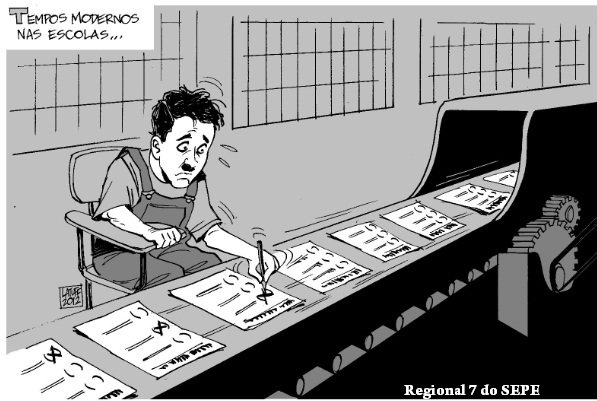 TEMPOS MODERNOS
NAS ESCOLAS...
LATUFF
2012
Regional 7 do SEPE